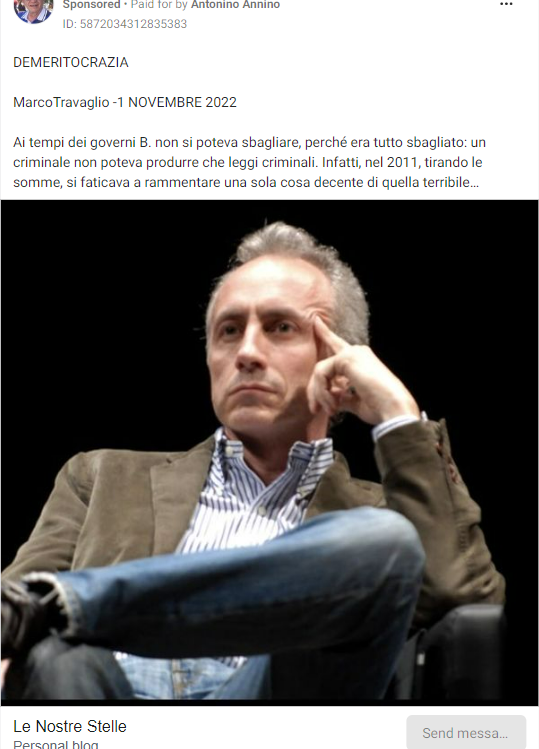 Sponsored • Paid for by Antonino Annino
ID: 5872034312835383
DEMERITOCRAZIA
MarcoTravaglio -1 NOVEMBRE 2022
Ai tempi dei governi B. non si poteva sbagliare, perché era tutto sbagliato: un
criminale non poteva produrre che leggi criminali. Infatti, nel 2011, tirando le
somme, si faticava a rammentare una sola cosa decente di quella terribile...
Le Nostre Stelle
Personal blog
Send messa...